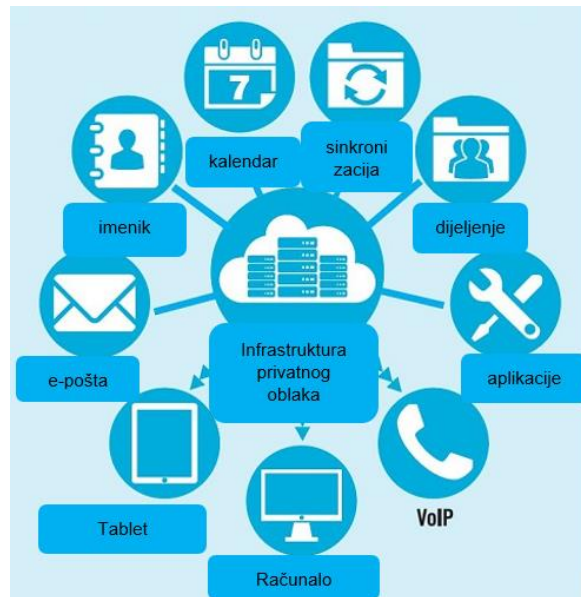 7
kalendar
sinkroni
zacija
imenik
dijeljenje
e-pošta
Infrastruktura
privatnog
oblaka
aplikacije
VoIP
Tablet
Računalo